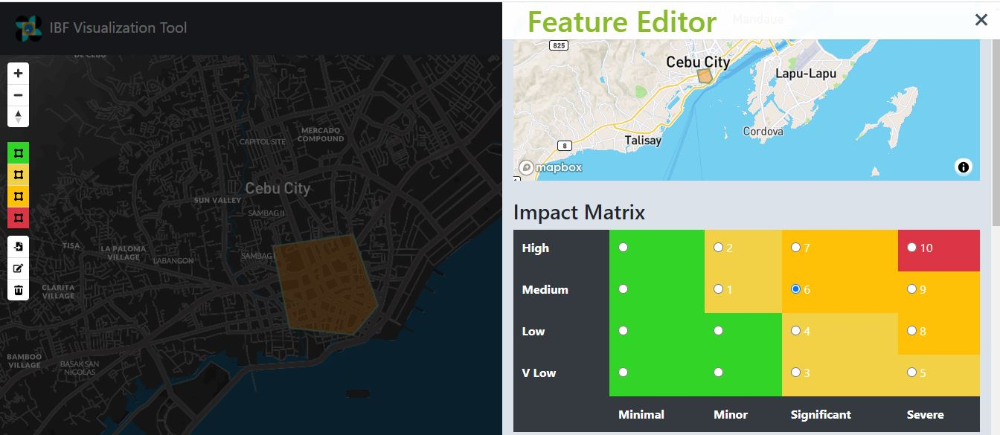 IBF Visualization Tool
Feature Editor
Mandaue
DE CEBU
MERCADO
COMPOUND
CAPITOL SITE
Cebu City
SUN VALLEY
SAMBAG II
TISA
LA PALOMA
VILLAGE
LABANGON
SAMBAG I
CLARITA
VILLAGE
BAMBOO
VILLAGE
BASAK SAN
NICOLAS
825
Cebu City
Lapu-Lapu
Cordova
8
Talisay
mapbox
Impact Matrix
High 2 7 10
Medium 1 6 9
Low 4 8
V Low 3 5
Minimal Minor Significant Severe